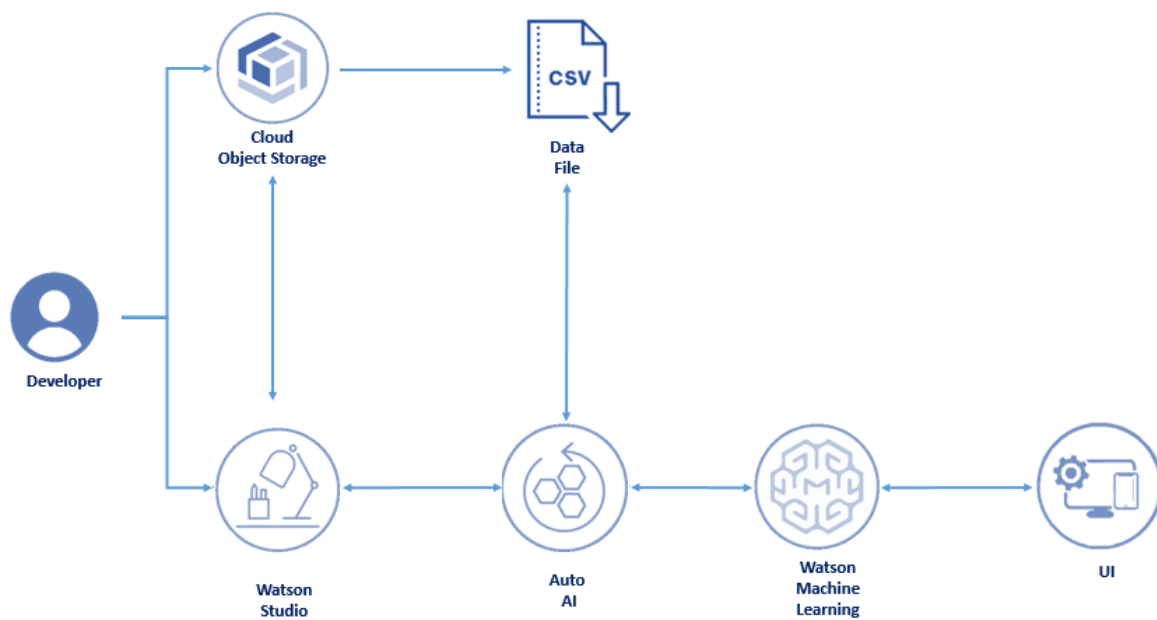 CSV
Cloud
Object Storage
Data
File
Developer
Watson
Studio
Auto
AI
Watson
Machine
Learning
UI